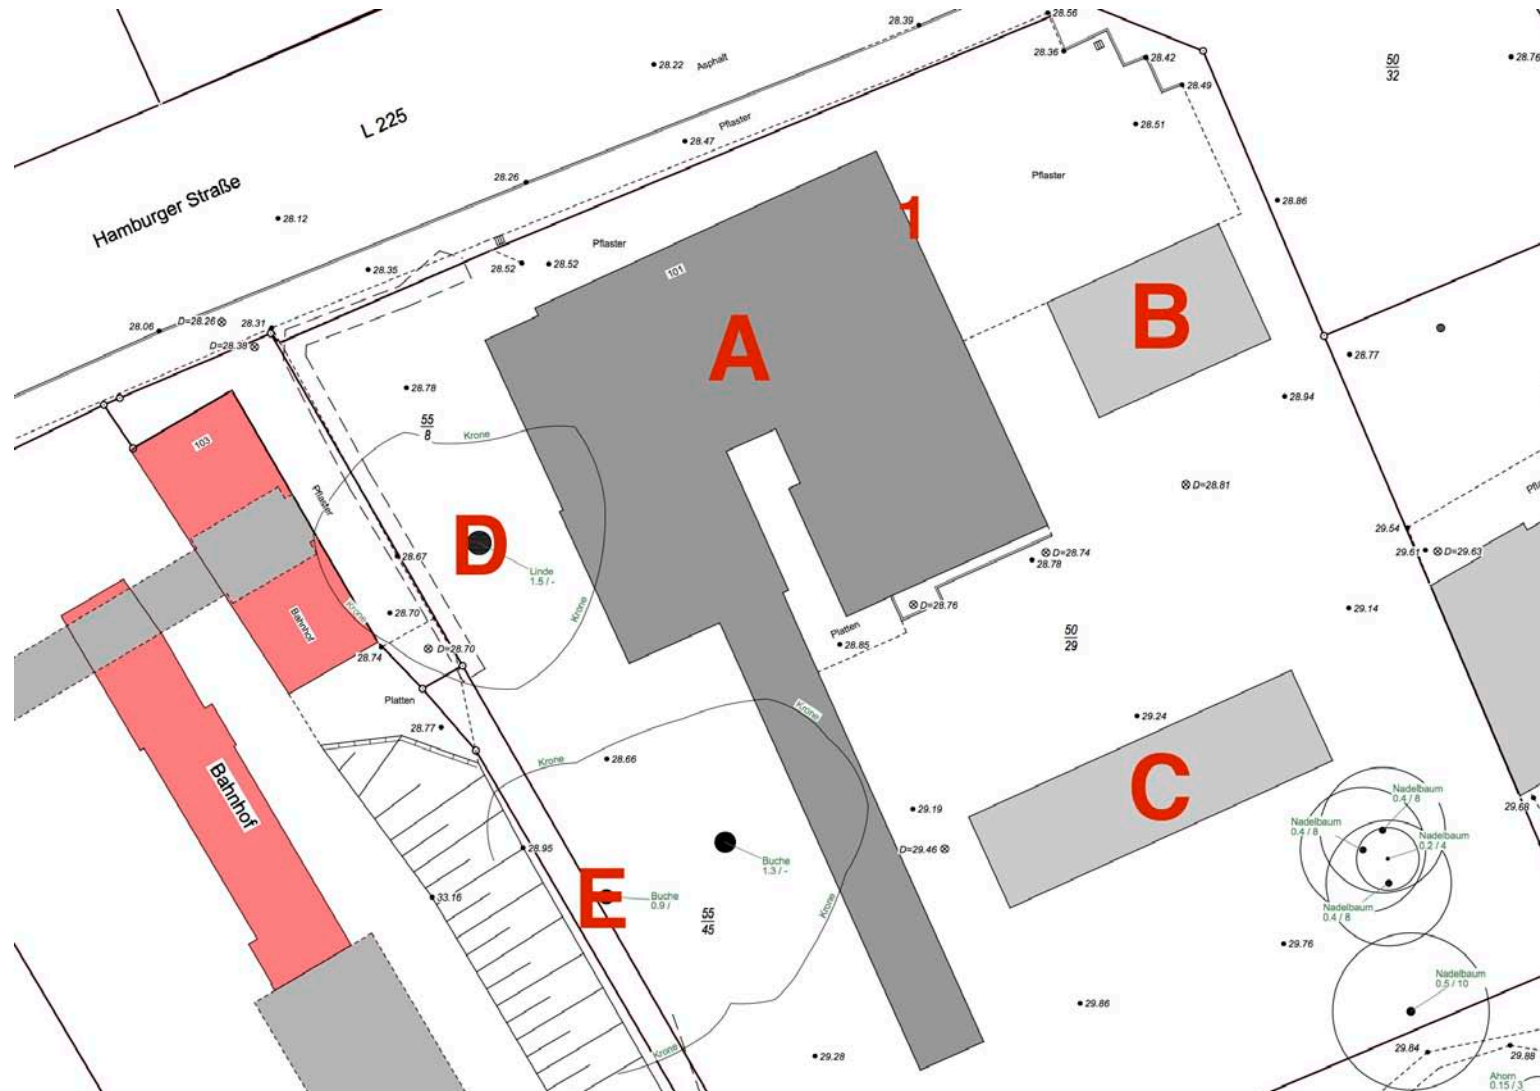 28.56
28.39
28.36
28.42
28.22
Asphalt
50
32
28.76
28.49
L 225
Pflaster
28.47
28.51
28.26
Pflaster
Hamburger Straße
28.12
1
28.86
Pflaster
28.35
28.52
28.52
101
D=28.26
28.31
28.06
D=28.38
A
B
28.77
28.78
28.94
55
8
Krone
103
Pflaster
D=28.81
D
28.67
Linde
1.5 / -
29.54
29.61
D=29.63
D=28.74
28.78
Krone
28.70
Krone
D=28.76
29.14
Bahnhof
Platten
28.85
50
29
28.74
D=28.70
Platten
28.77
Krone
29.24
Krone
28.66
Bahnhof
C
29.19
Nadelbaum
0.4 / 8
Nadelbaum
0.4 / 8
Nadelbaum
0.2 / 4
29.68
28.95
D=29.46
Buche
1.3 / -
E
33.16
Buche
0.9 /
55
45
Krone
Nadelbaum
0.4 / 8
29.76
Nadelbaum
0.5 / 10
29.86
Krone
29.28
29.84
29.88
Ahorn